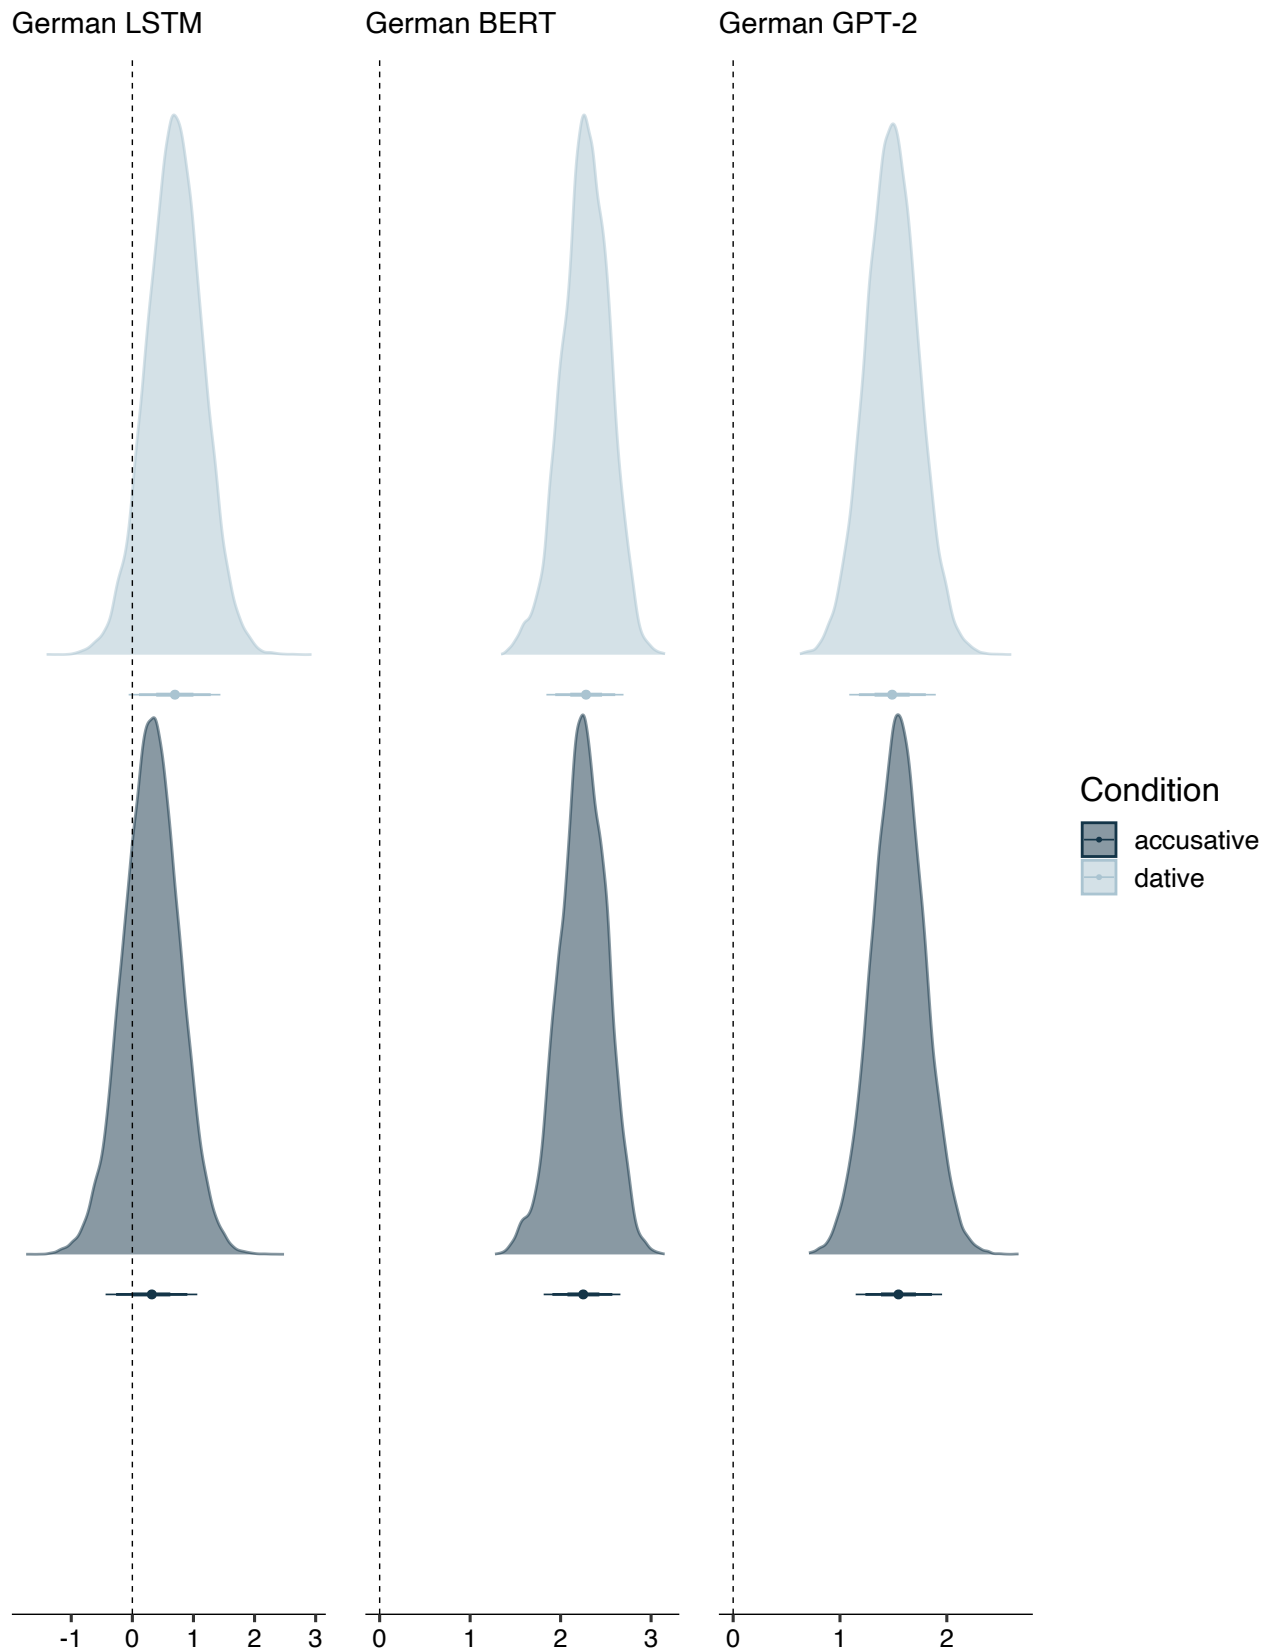 German LSTM
German BERT
German GPT-2
Condition
accusative
dative
-1 0 1 2 3
0 1 2 3
0 1 2